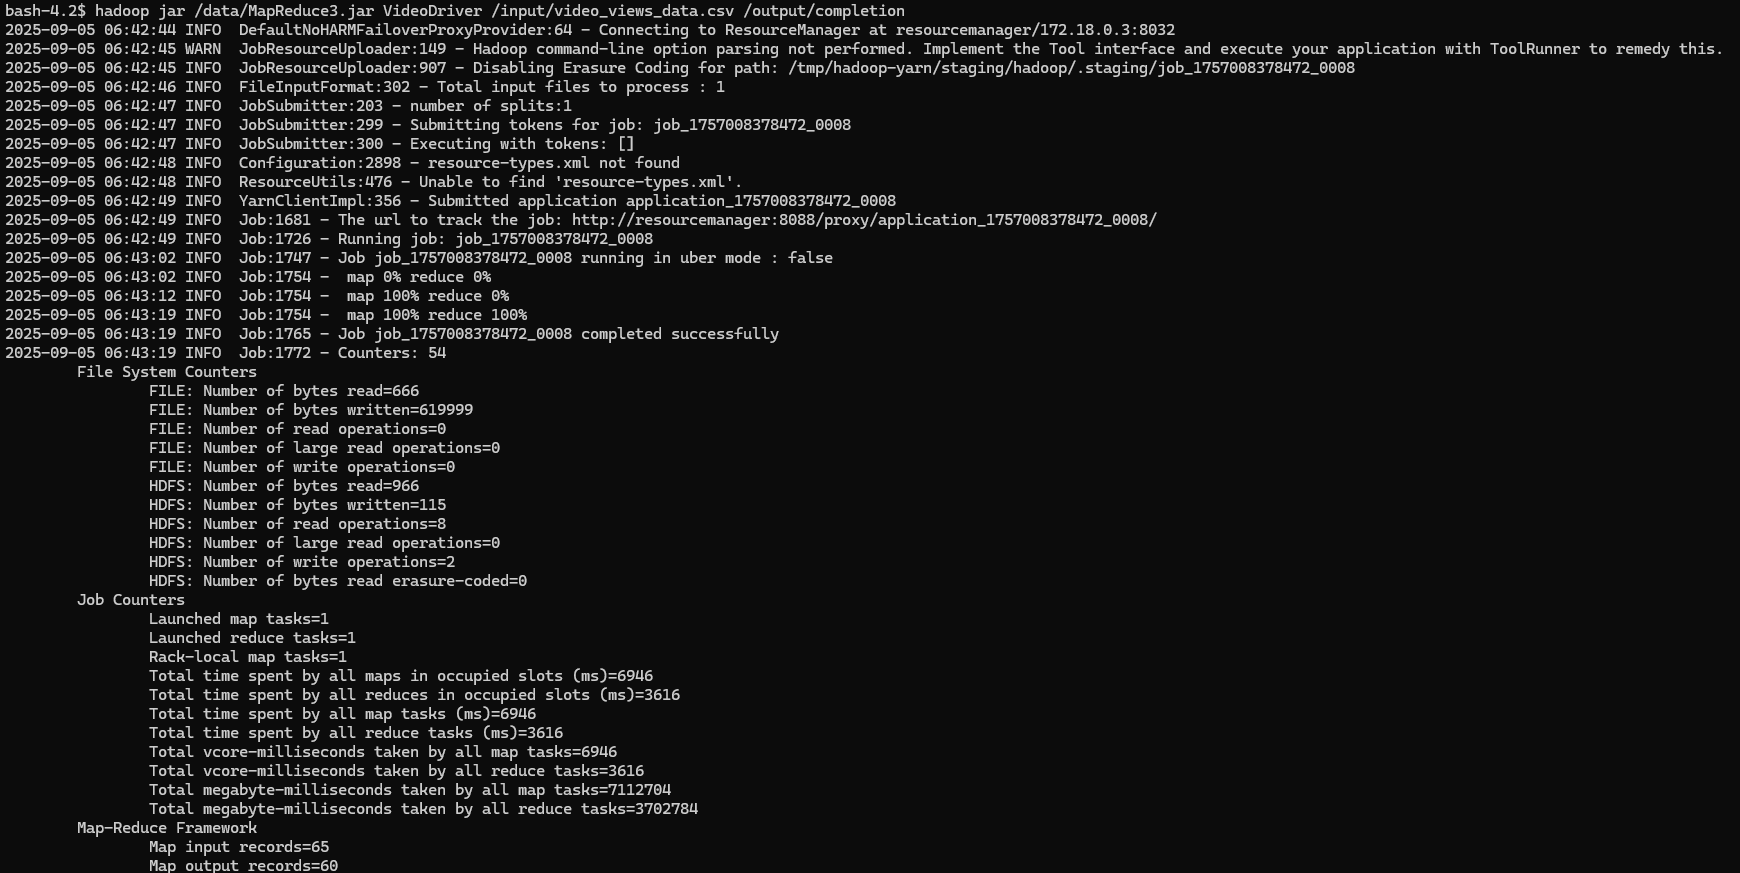 bash-4.2$ hadoop jar /data/MapReduce3.jar VideoDriver /input/video_views_data.csv /output/completion
2025-09-05 06:42:44 INFO  DefaultNoHARMFailoverProxyProvider:64 - Connecting to ResourceManager at resourcemanager/172.18.0.3:8032
2025-09-05 06:42:45 WARN  JobResourceUploader:149 - Hadoop command-line option parsing not performed. Implement the Tool interface and execute your application with ToolRunner to remedy this.
2025-09-05 06:42:45 INFO  JobResourceUploader:907 - Disabling Erasure Coding for path: /tmp/hadoop-yarn/staging/hadoop/.staging/job_1757008378472_0008
2025-09-05 06:42:46 INFO  FileInputFormat:302 - Total input files to process : 1
2025-09-05 06:42:47 INFO  JobSubmitter:203 - number of splits:1
2025-09-05 06:42:47 INFO  JobSubmitter:299 - Submitting tokens for job: job_1757008378472_0008
2025-09-05 06:42:47 INFO  JobSubmitter:300 - Executing with tokens: []
2025-09-05 06:42:48 INFO  Configuration:2898 - resource-types.xml not found
2025-09-05 06:42:48 INFO  ResourceUtils:476 - Unable to find 'resource-types.xml'.
2025-09-05 06:42:49 INFO  YarnClientImpl:356 - Submitted application application_1757008378472_0008
2025-09-05 06:42:49 INFO  Job:1681 - The url to track the job: http://resourcemanager:8088/proxy/application_1757008378472_0008/
2025-09-05 06:42:49 INFO  Job:1726 - Running job: job_1757008378472_0008
2025-09-05 06:43:02 INFO  Job:1747 - Job job_1757008378472_0008 running in uber mode : false
2025-09-05 06:43:02 INFO  Job:1754 -  map 0% reduce 0%
2025-09-05 06:43:12 INFO  Job:1754 -  map 100% reduce 0%
2025-09-05 06:43:19 INFO  Job:1754 -  map 100% reduce 100%
2025-09-05 06:43:19 INFO  Job:1765 - Job job_1757008378472_0008 completed successfully
2025-09-05 06:43:19 INFO  Job:1772 - Counters: 54
File System Counters
FILE: Number of bytes read=666
FILE: Number of bytes written=619999
FILE: Number of read operations=0
FILE: Number of large read operations=0
FILE: Number of write operations=0
HDFS: Number of bytes read=966
HDFS: Number of bytes written=115
HDFS: Number of read operations=8
HDFS: Number of large read operations=0
HDFS: Number of write operations=2
HDFS: Number of bytes read erasure-coded=0
Job Counters
Launched map tasks=1
Launched reduce tasks=1
Rack-local map tasks=1
Total time spent by all maps in occupied slots (ms)=6946
Total time spent by all reduces in occupied slots (ms)=3616
Total time spent by all map tasks (ms)=6946
Total time spent by all reduce tasks (ms)=3616
Total vcore-milliseconds taken by all map tasks=6946
Total vcore-milliseconds taken by all reduce tasks=3616
Total megabyte-milliseconds taken by all map tasks=7112704
Total megabyte-milliseconds taken by all reduce tasks=3702784
Map-Reduce Framework
Map input records=65
Map output records=60